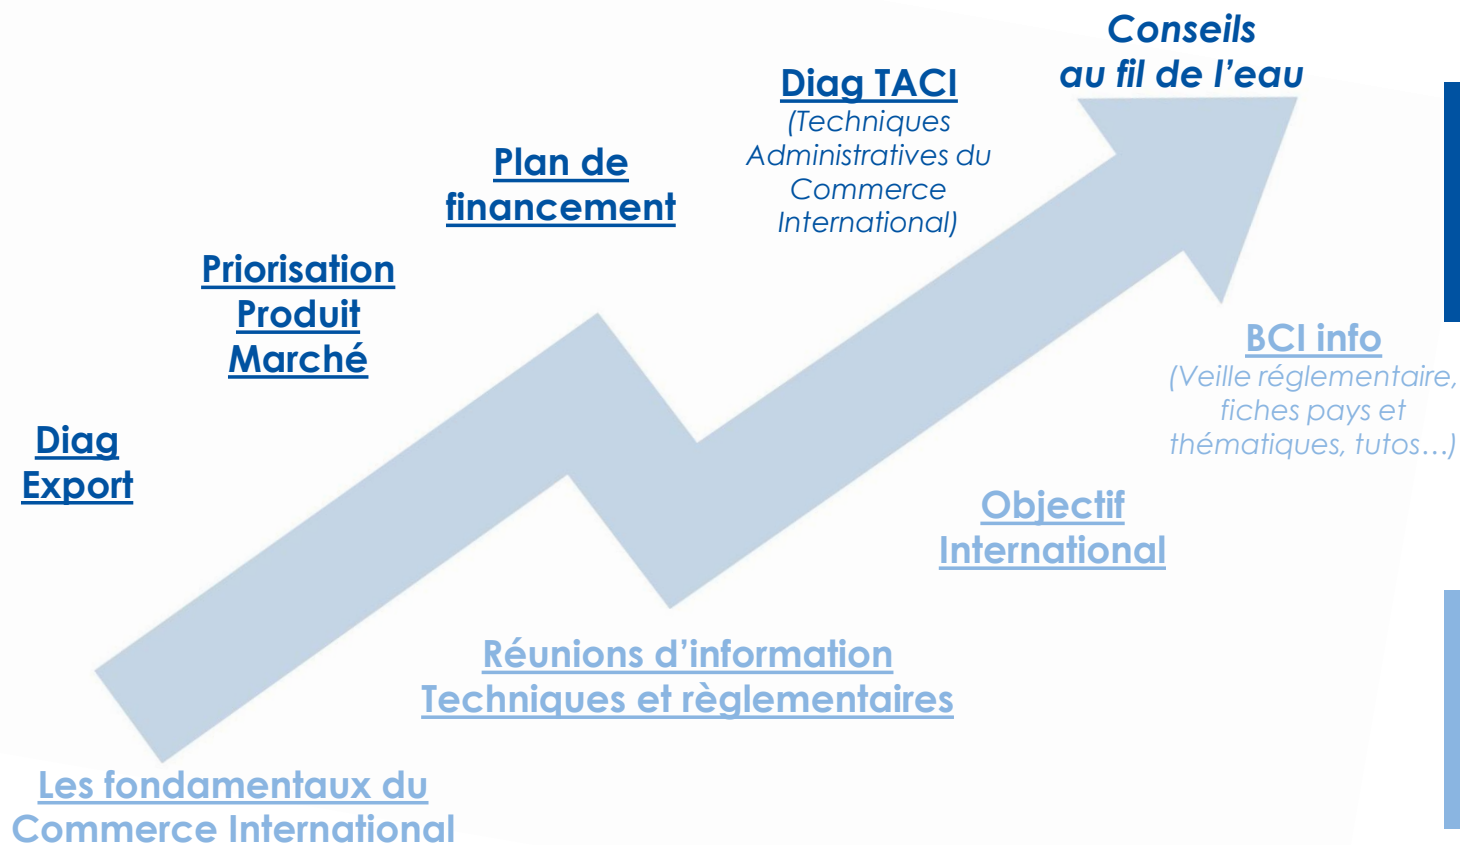 Conseils
au fil de l'eau
Diag TACI
(Techniques
Administratives du
Commerce
International)
Plan de
financement
Priorisation
Produit
Marché
Diag
Export
BCI info
(Veille réglementaire,
fiches pays et
thématiques, tutos...)
Objectif
International
Réunions d'information
Techniques et règlementaires
Les fondamentaux du
Commerce International